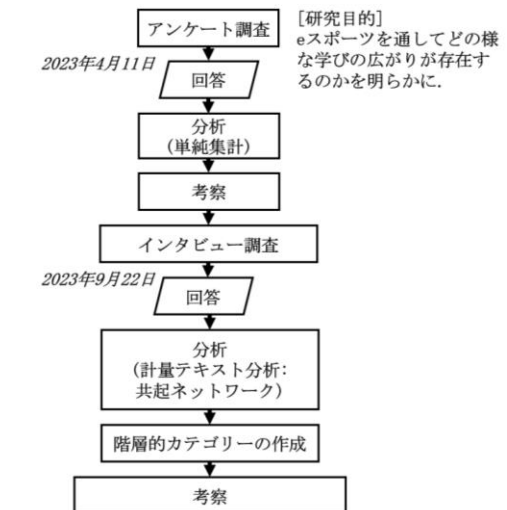 アンケート調査
[研究目的]
eスポーツを通してどの様
な学びの広がりが存在す
るのかを明らかに.
2023年4月11日
回答
分析
(単純集計)
考察
インタビュー調査
2023年9月22日
回答
分析
(計量テキスト分析:
共起ネットワーク)
階層的カテゴリーの作成
考察